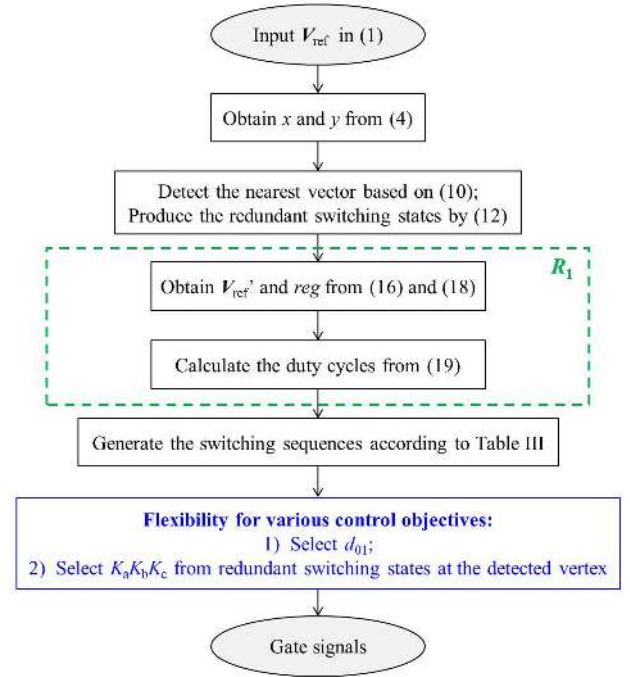 Input V_ref in (1)
Obtain x and y from (4)
Detect the nearest vector based on (10);
Produce the redundant switching states by (12)
R_1
Obtain V_ref' and reg from (16) and (18)
Calculate the duty cycles from (19)
Generate the switching sequences according to Table III
Flexibility for various control objectives:
1) Select d_01;
2) Select K_aK_bK_c from redundant switching states at the detected vertex
Gate signals